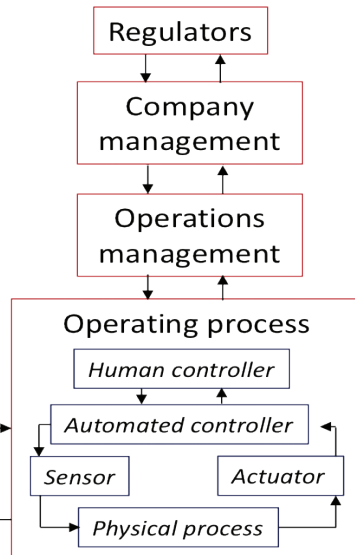 Regulators
Company
management
Operations
management
Operating process
Human controller
Automated controller
Sensor
Actuator
Physical process